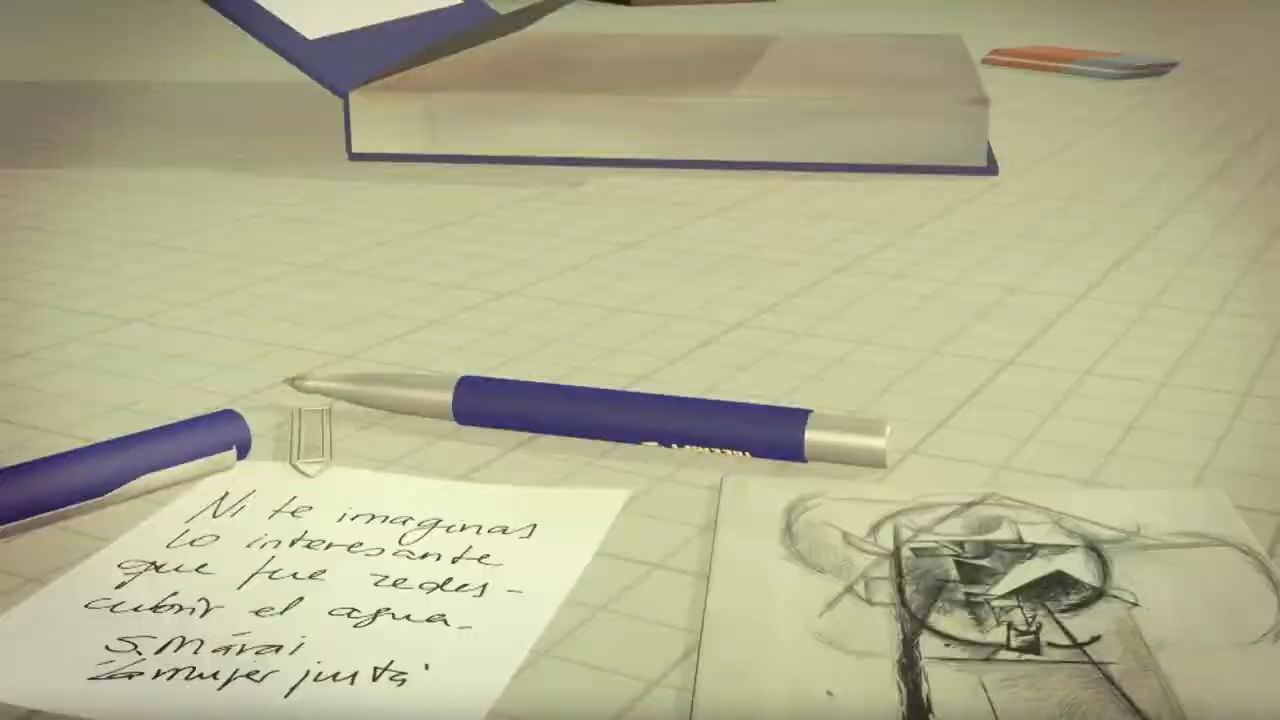 Ni te imaginas
lo interesante
que fue redes-
cubrir el agua.
S. Márai
"La mujer justa"